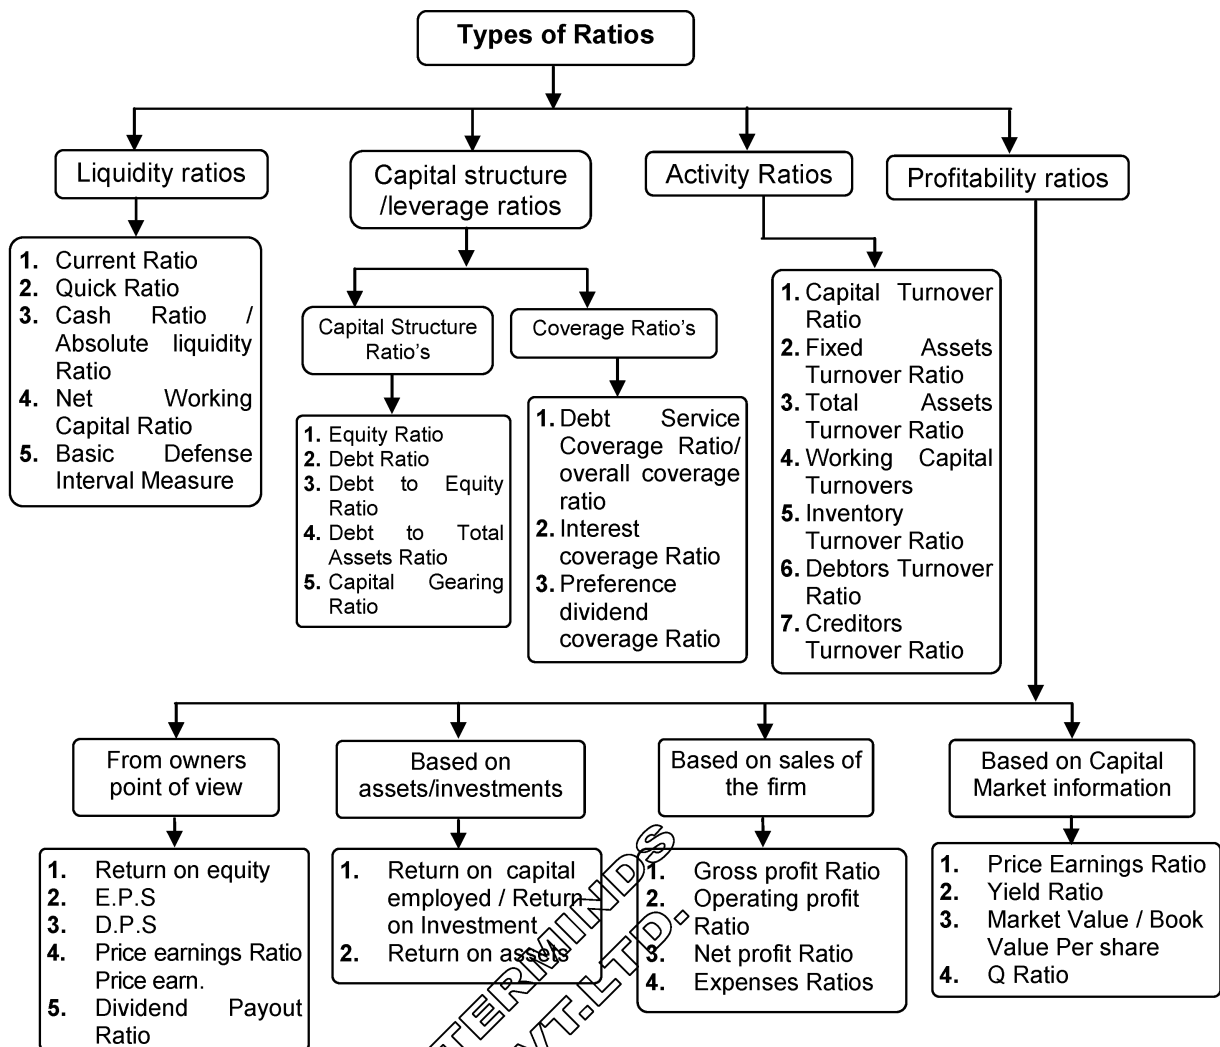 Types of Ratios
Liquidity ratios
Capital structure
/leverage ratios
Activity Ratios
Profitability ratios
1. Current Ratio
2. Quick Ratio
3. Cash Ratio /
Absolute liquidity
Ratio
4. Net Working
Capital Ratio
5. Basic Defense
Interval Measure
Capital Structure
Ratio's
Coverage Ratio's
1. Equity Ratio
2. Debt Ratio
3. Debt to Equity
Ratio
4. Debt to Total
Assets Ratio
5. Capital Gearing
Ratio
1. Debt Service
Coverage Ratio/
overall coverage
ratio
2. Interest
coverage Ratio
3. Preference
dividend
coverage Ratio
1. Capital Turnover
Ratio
2. Fixed Assets
Turnover Ratio
3. Total Assets
Turnover Ratio
4. Working Capital
Turnovers
5. Inventory
Turnover Ratio
6. Debtors Turnover
Ratio
7. Creditors
Turnover Ratio
From owners
point of view
Based on
assets/investments
Based on sales of
the firm
Based on Capital
Market information
1. Return on equity
2. E.P.S
3. D.P.S
4. Price earnings Ratio
Price earn.
5. Dividend Payout
Ratio
1. Return on capital
employed / Return
on Investment
2. Return on assets
1. Gross profit Ratio
2. Operating profit
Ratio
3. Net profit Ratio
4. Expenses Ratios
1. Price Earnings Ratio
2. Yield Ratio
3. Market Value / Book
Value Per share
4. Q Ratio
TERMINDS
VT.LTD.